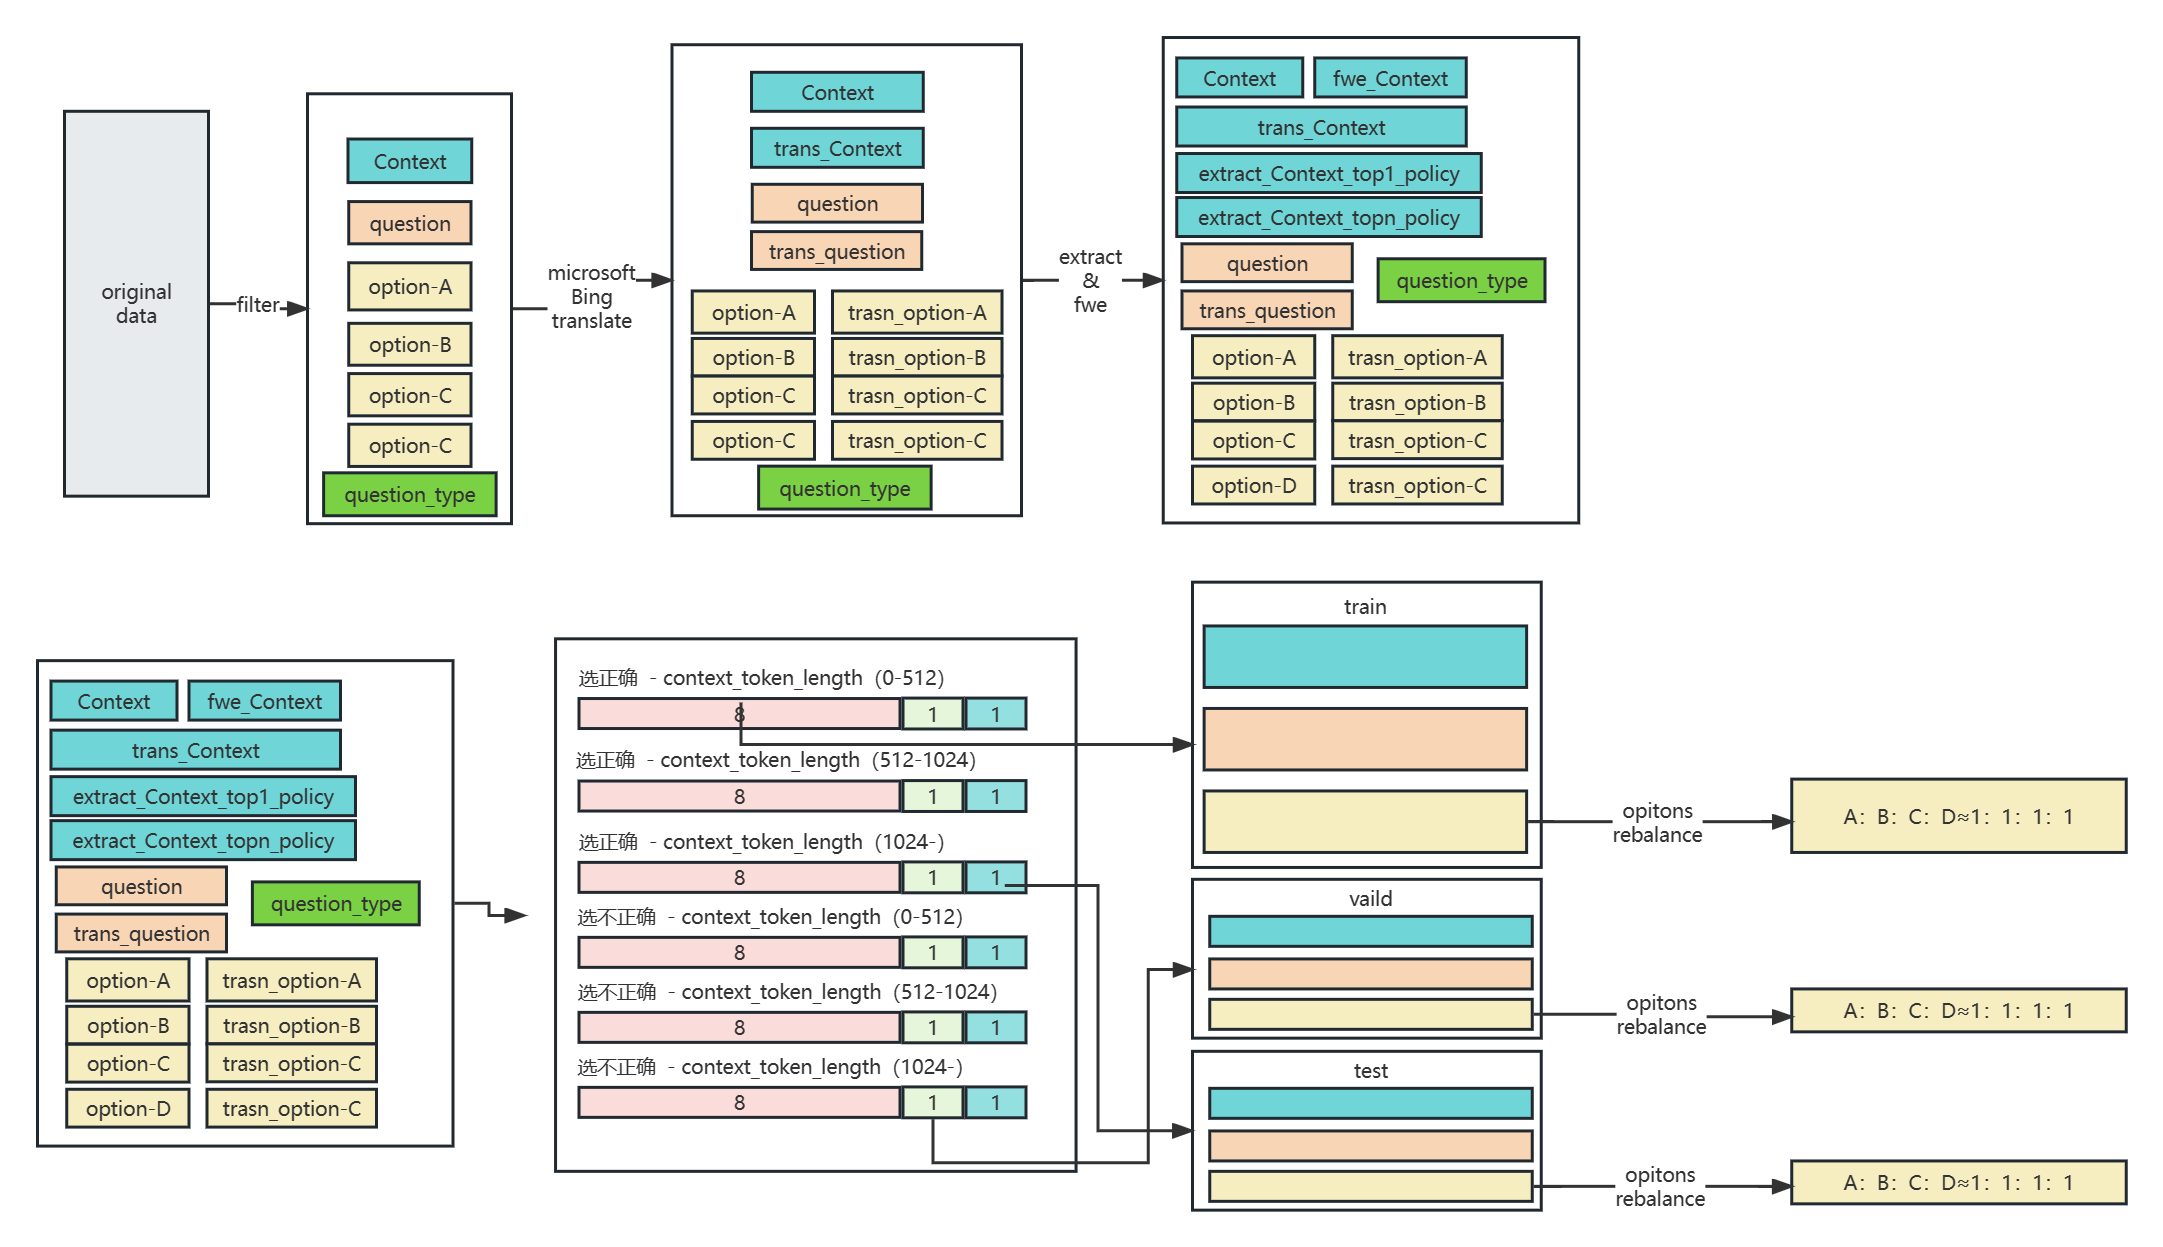 original
data
filter
Context
question
option-A
option-B
option-C
option-C
question_type
microsoft
Bing
translate
Context
trans_Context
question
trans_question
option-A trasn_option-A
option-B trasn_option-B
option-C trasn_option-C
option-C trasn_option-C
question_type
extract
&
fwe
Context fwe_Context
trans_Context
extract_Context_top1_policy
extract_Context_topn_policy
question
question_type
trans_question
option-A trasn_option-A
option-B trasn_option-B
option-C trasn_option-C
option-D trasn_option-C
Context fwe_Context
trans_Context
extract_Context_top1_policy
extract_Context_topn_policy
question
question_type
trans_question
option-A trasn_option-A
option-B trasn_option-B
option-C trasn_option-C
option-D trasn_option-C
选正确 - context_token_length (0-512)
8 1 1
选正确 - context_token_length (512-1024)
8 1 1
选正确 - context_token_length (1024-)
8 1 1
选不正确 - context_token_length (0-512)
8 1 1
选不正确 - context_token_length (512-1024)
8 1 1
选不正确 - context_token_length (1024-)
8 1 1
train
opitons
rebalance
A: B: C: D≈1: 1: 1: 1
vaild
opitons
rebalance
A: B: C: D≈1: 1: 1: 1
test
opitons
rebalance
A: B: C: D≈1: 1: 1: 1